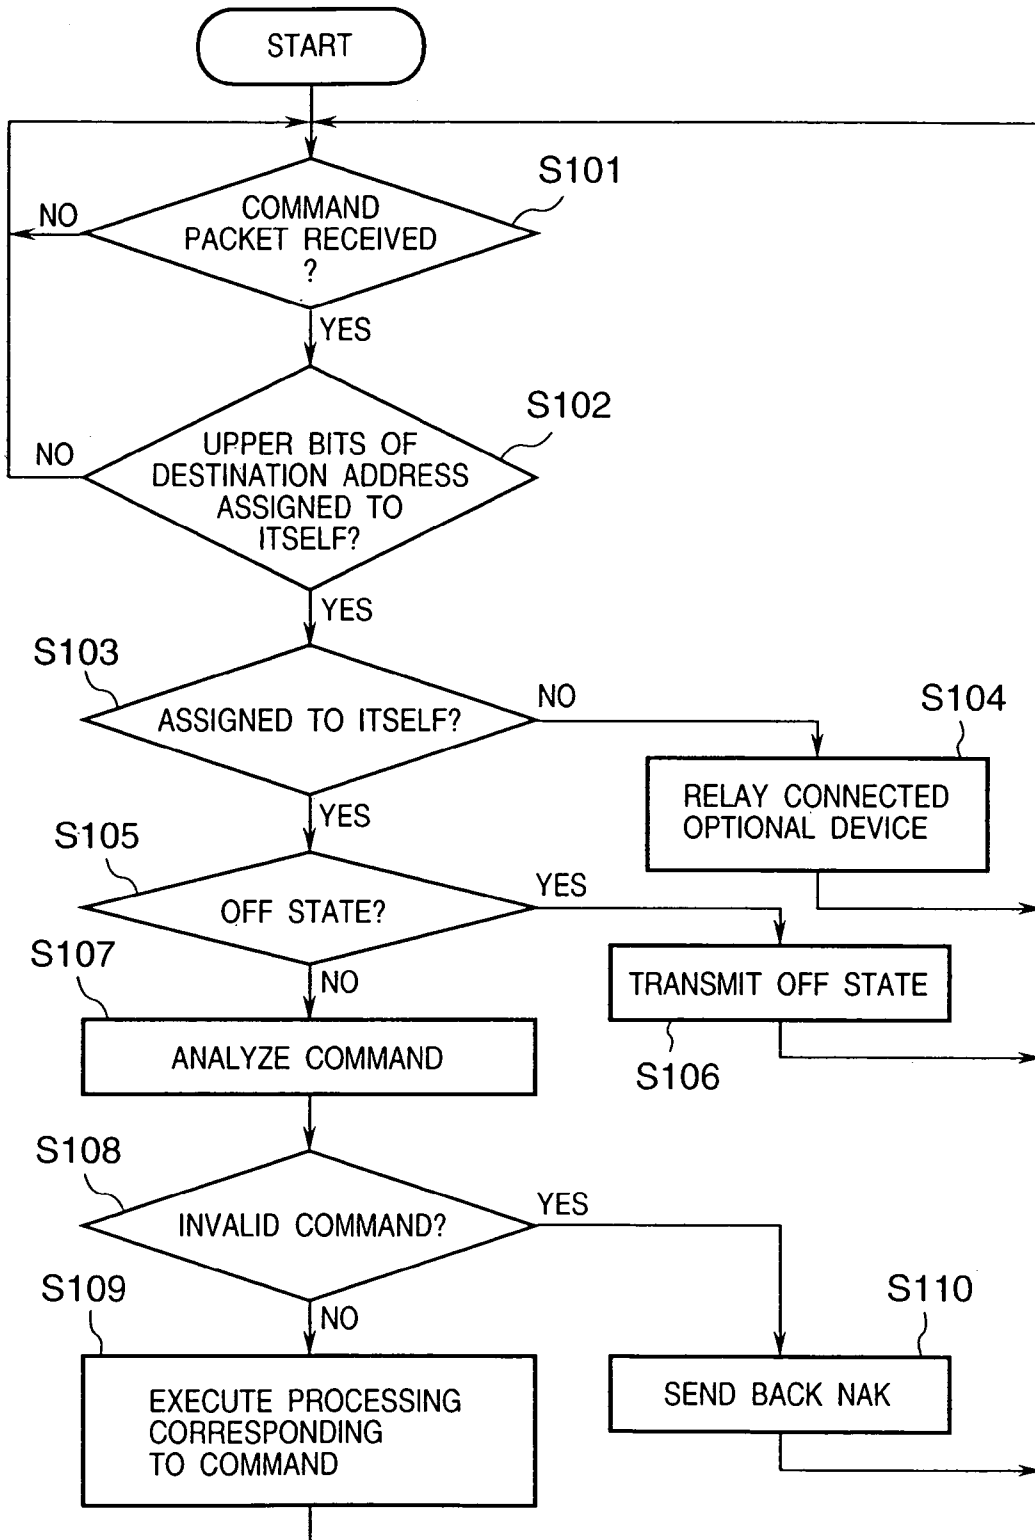 START
S101
COMMAND
PACKET RECEIVED
?
NO
YES
S102
UPPER BITS OF
DESTINATION ADDRESS
ASSIGNED TO
ITSELF?
NO
YES
S103
ASSIGNED TO ITSELF?
NO
S104
RELAY CONNECTED
OPTIONAL DEVICE
YES
S105
OFF STATE?
YES
TRANSMIT OFF STATE
S106
NO
S107
ANALYZE COMMAND
S108
INVALID COMMAND?
YES
S110
SEND BACK NAK
NO
S109
EXECUTE PROCESSING
CORRESPONDING
TO COMMAND